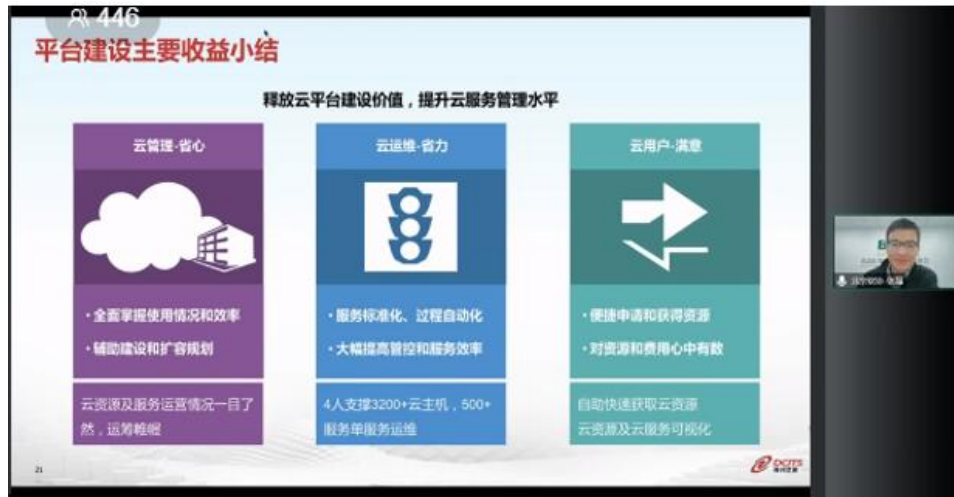 446
平台建设主要收益小结
释放云平台建设价值，提升云服务管理水平
云管理-省心
云运维-省力
云用户-满意
·全面掌握使用情况和效率
·辅助建设和扩容规划
·服务标准化、过程自动化
·大幅提高管控和服务效率
·便捷申请和获得资源
·对资源和费用心中有数
云资源及服务运营情况一目了
然，运筹帷幄
4人支撑3200+云主机，500+
服务单服务运维
自动快速获取云资源
云资源及云服务可视化
21
DCITS